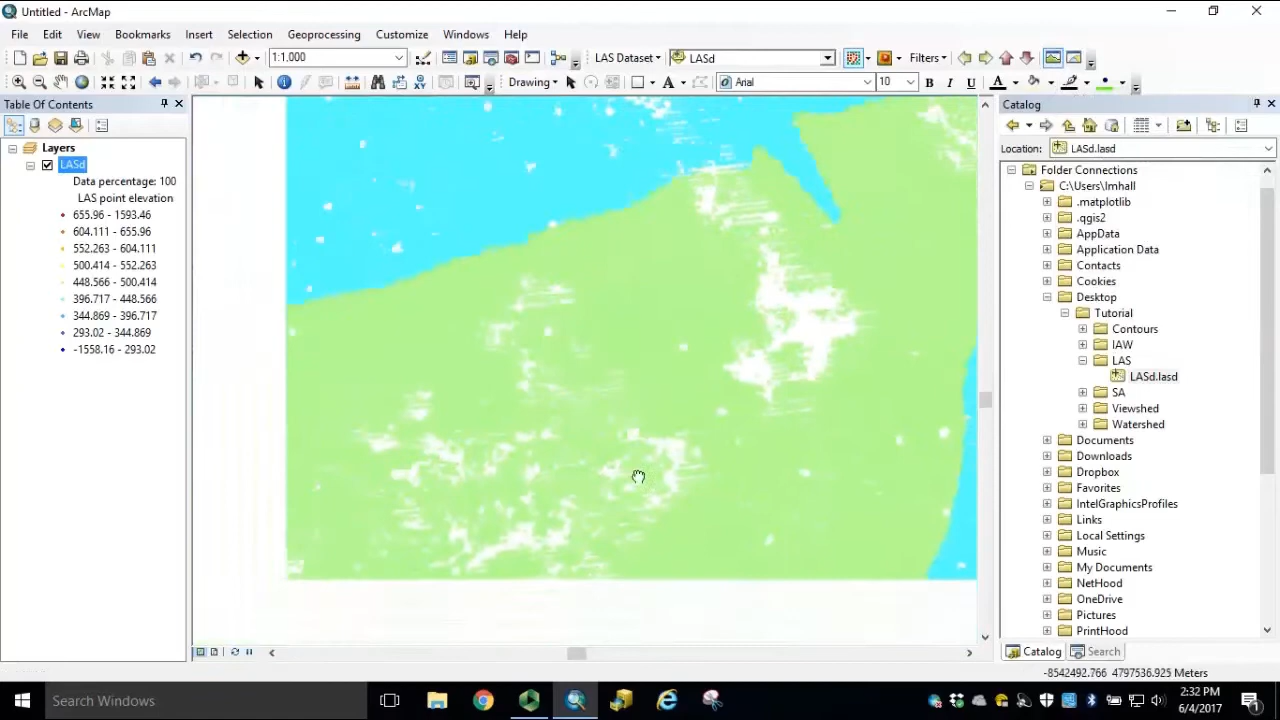 Untitled - ArcMap
File Edit View Bookmarks Insert Selection Geoprocessing Customize Windows Help
1:1.000 LAS Dataset LASd Filters
Drawing A Arial 10 B I U A
Table Of Contents
Layers
LASd
Data percentage: 100
LAS point elevation
655.96 - 1593.46
604.111 - 655.96
552.263 - 604.111
500.414 - 552.263
448.566 - 500.414
396.717 - 448.566
344.869 - 396.717
293.02 - 344.869
-1558.16 - 293.02
Catalog
Location: LASd.lasd
Folder Connections
C:\Users\lmhall
.matplotlib
.qgis2
AppData
Application Data
Contacts
Cookies
Desktop
Tutorial
Contours
IAW
LAS
LASd.lasd
SA
Viewshed
Watershed
Documents
Downloads
Dropbox
Favorites
IntelGraphicsProfiles
Links
Local Settings
Music
My Documents
NetHood
OneDrive
Pictures
PrintHood
Catalog Search
-8542492.766 4797536.925 Meters
Search Windows
2:32 PM
6/4/2017